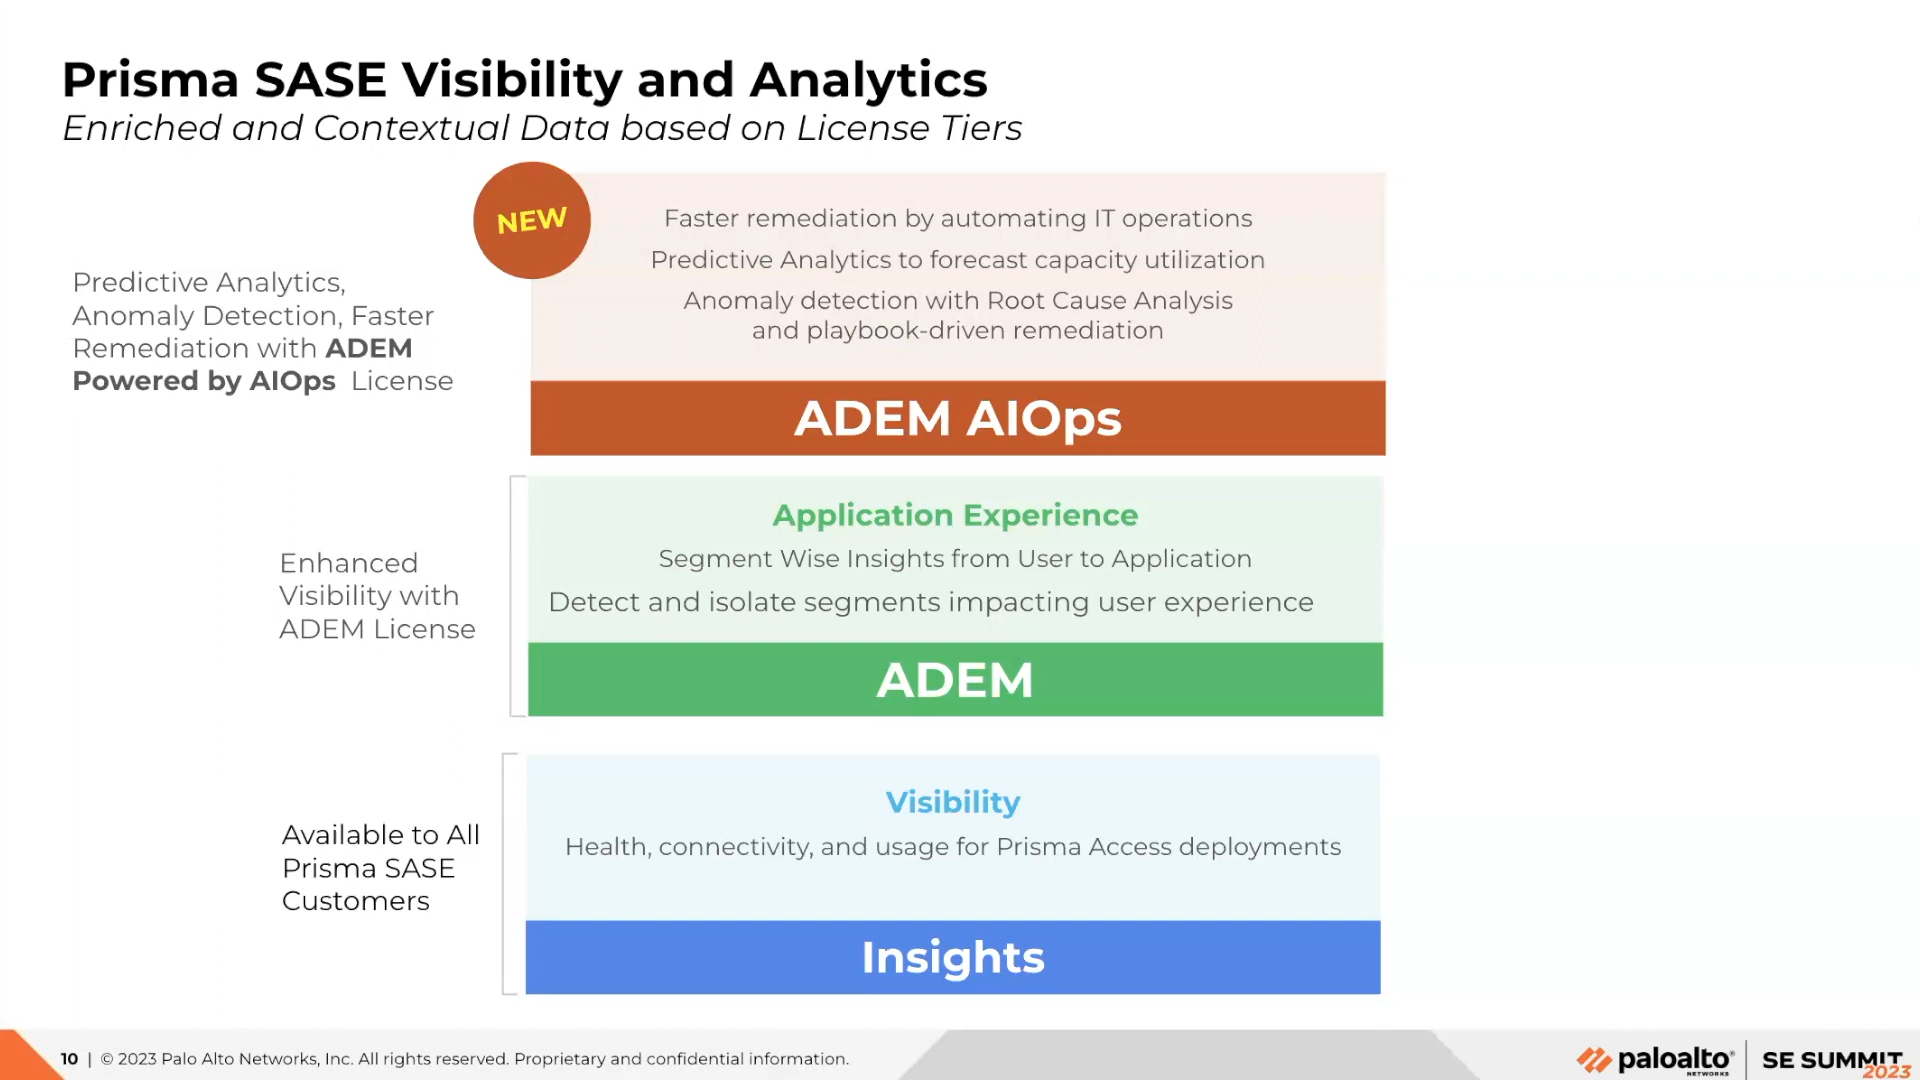 Prisma SASE Visibility and Analytics
Enriched and Contextual Data based on License Tiers
NEW
Faster remediation by automating IT operations
Predictive Analytics to forecast capacity utilization
Anomaly detection with Root Cause Analysis
and playbook-driven remediation
Predictive Analytics,
Anomaly Detection, Faster
Remediation with ADEM
Powered by AIOps License
ADEM AIOps
Application Experience
Segment Wise Insights from User to Application
Detect and isolate segments impacting user experience
Enhanced
Visibility with
ADEM License
ADEM
Visibility
Health, connectivity, and usage for Prisma Access deployments
Available to All
Prisma SASE
Customers
Insights
10 | © 2023 Palo Alto Networks, Inc. All rights reserved. Proprietary and confidential information.
paloalto
NETWORKS
SE SUMMIT
2023